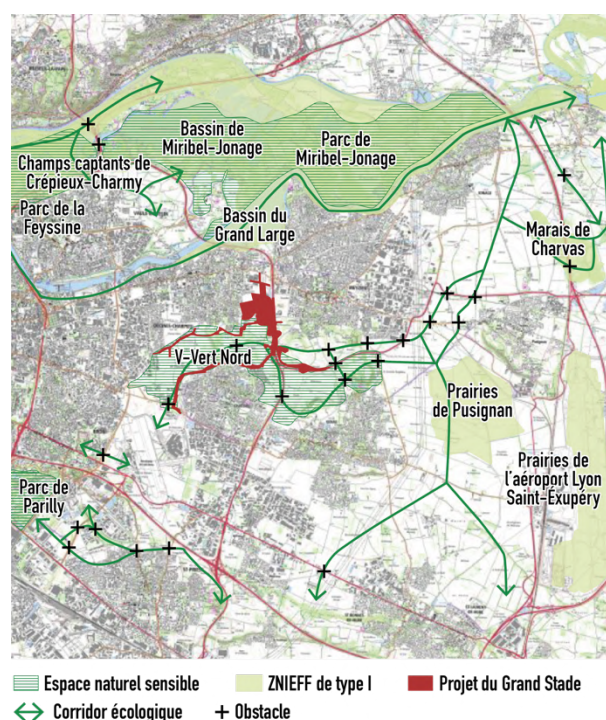 Bassin de
Miribel-Jonage
Parc de
Miribel-Jonage
Champs captants de
Crépieux-Charmy
Parc de la
Feyssine
Bassin du
Grand Large
Marais de
Charvas
V-Vert Nord
Prairies
de Pusignan
Prairies de
l'aéroport Lyon
Saint-Éxupéry
Parc de
Parilly
Espace naturel sensible
ZNIEFF de type I
Projet du Grand Stade
Corridor écologique
Obstacle